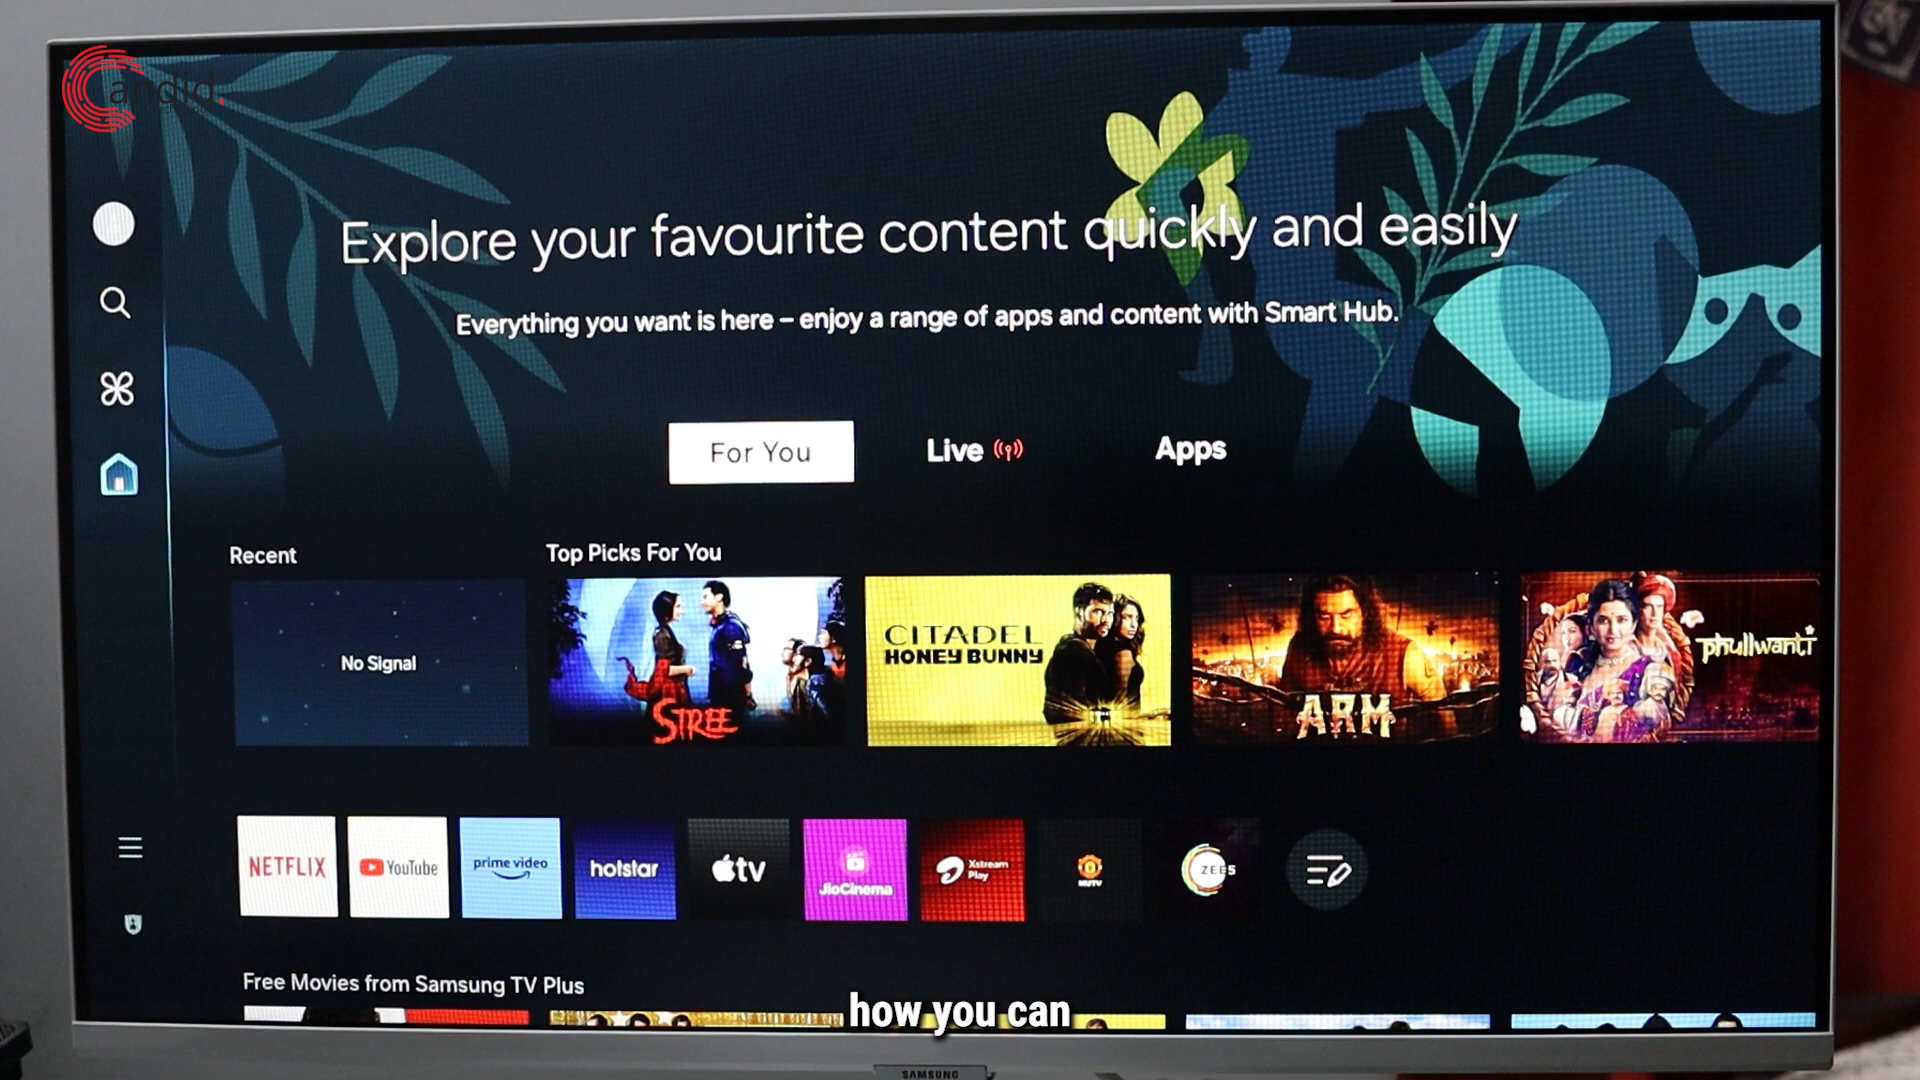 andid.
Explore your favourite content quickly and easily
Everything you want is here – enjoy a range of apps and content with Smart Hub.
For You
Live
Apps
Recent
Top Picks For You
No Signal
STREE
CITADEL
HONEY BUNNY
ARM
phullwanti
NETFLIX
YouTube
prime video
hotstar
tv
JioCinema
Xstream
Play
MUTV
ZEE5
Free Movies from Samsung TV Plus
how you can
SAMSUNG